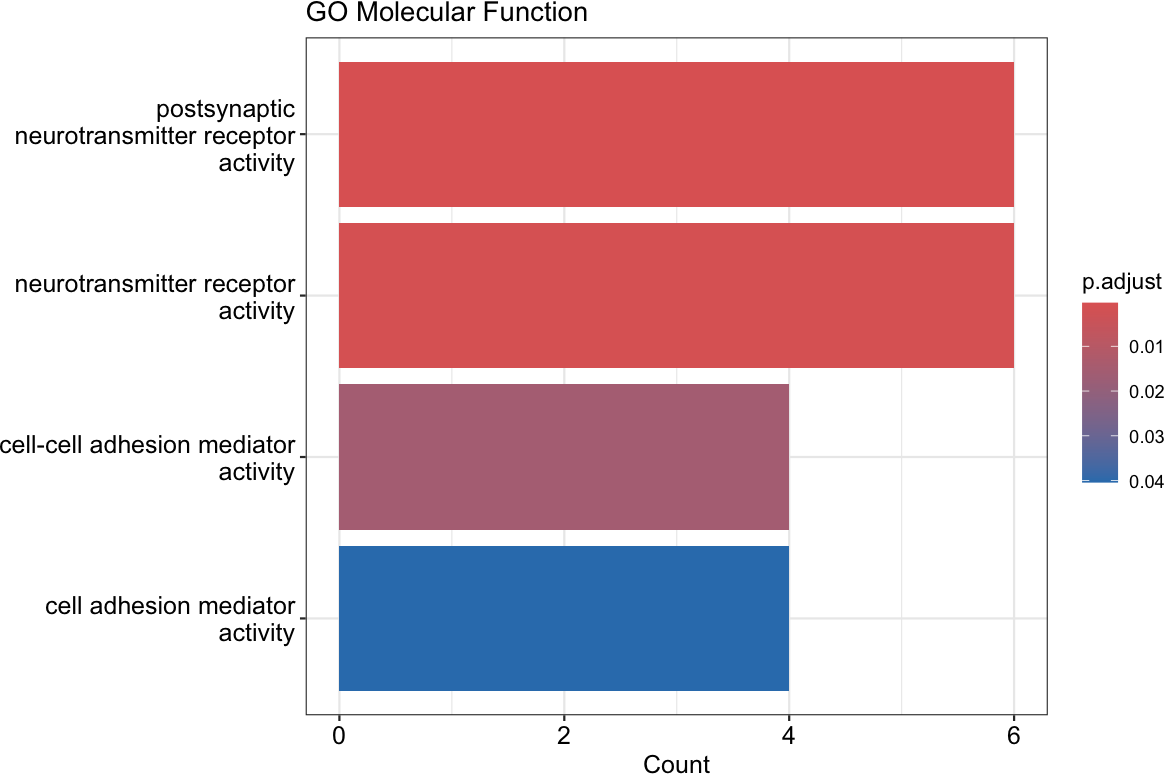 GO Molecular Function
postsynaptic
neurotransmitter receptor
activity
neurotransmitter receptor
activity
cell-cell adhesion mediator
activity
cell adhesion mediator
activity
0 2 4 6
Count
p.adjust
0.01
0.02
0.03
0.04